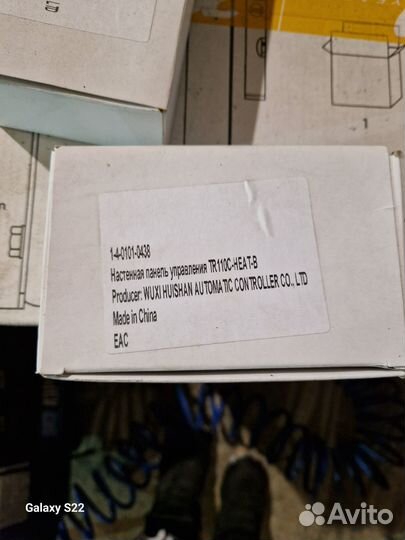 1-4-0101-0438
Настенная панель управления TR110C-HEAT-B
Producer: WUXI HUISHAN AUTOMATIC CONTROLLER CO., LTD
Made in China
EAC
Galaxy S22
Avito